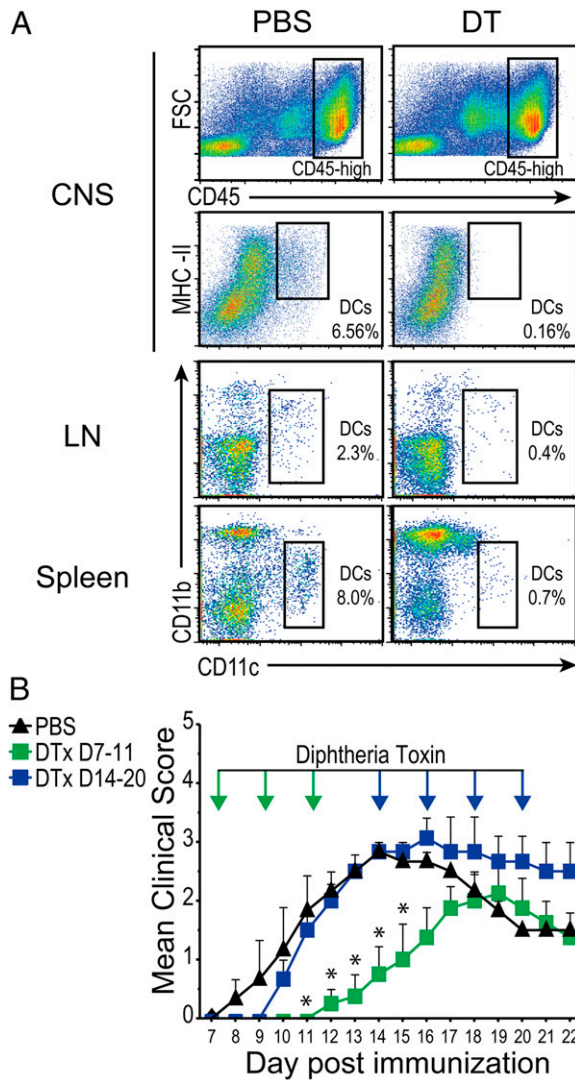 A
PBS DT
CNS
FSC
CD45-high CD45-high
CD45
MHC-II
DCs DCs
6.56% 0.16%
LN
DCs DCs
2.3% 0.4%
Spleen
DCs DCs
8.0% 0.7%
CD11b
CD11c
B
PBS
DTx D7-11
DTx D14-20
Diphtheria Toxin
Mean Clinical Score
5
4
3
2
1
0
* * * * *
7 8 9 10 11 12 13 14 15 16 17 18 19 20 21 22
Day post immunization